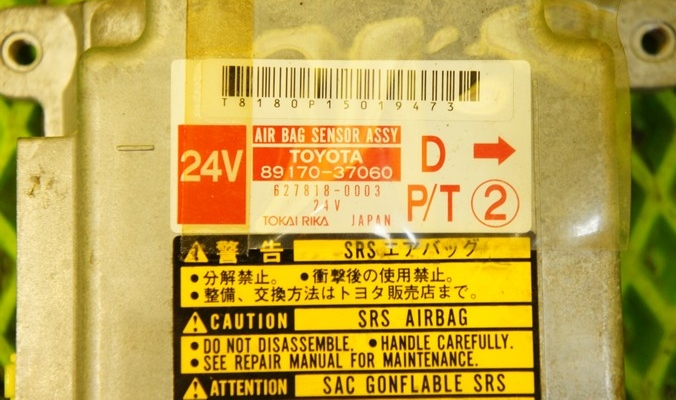 T8180P15019473
24V
AIR BAG SENSOR ASSY
TOYOTA
89170-37060
627818-0003
24V
TOKAI RIKA JAPAN
D →
P/T ②
警告 SRSエアバッグ
●分解禁止。 ●衝撃後の使用禁止。
●整備、交換方法はトヨタ販売店まで。
CAUTION SRS AIRBAG
●DO NOT DISASSEMBLE. ●HANDLE CAREFULLY.
●SEE REPAIR MANUAL FOR MAINTENANCE.
ATTENTION SAC GONFLABLE SRS